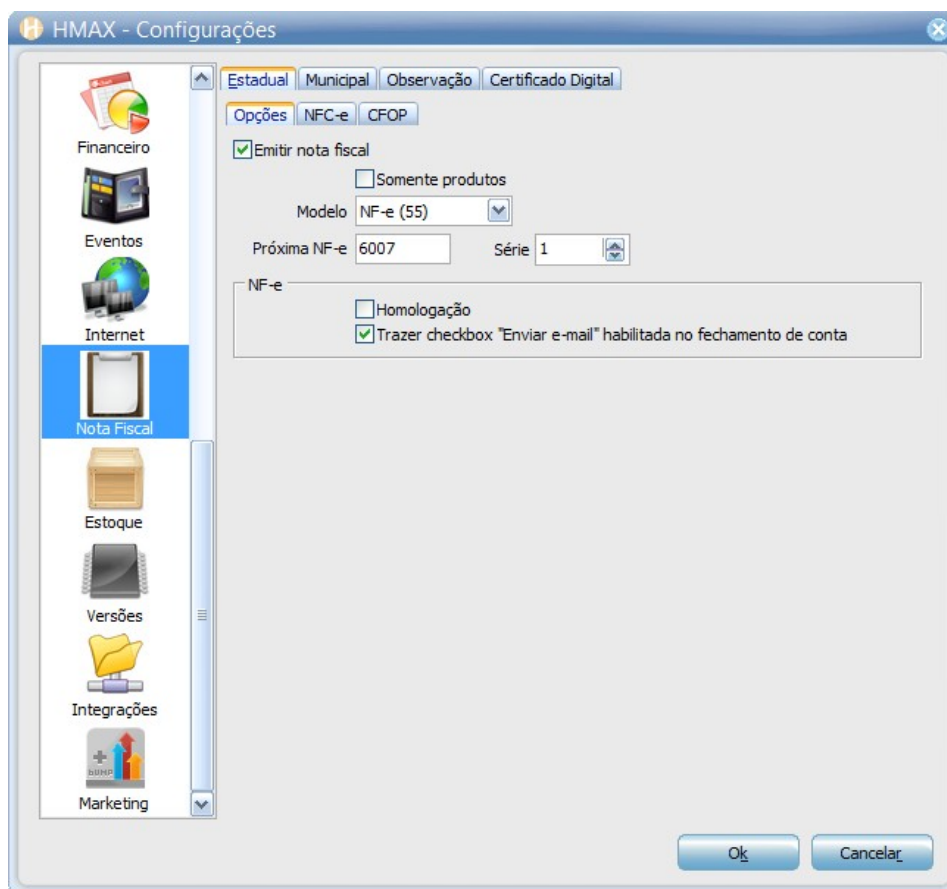 HMAX - Configurações
Financeiro
Eventos
Internet
Nota Fiscal
Estoque
Versões
Integrações
bump
Marketing
Estadual Municipal Observação Certificado Digital
Opções NFC-e CFOP
Emitir nota fiscal
Somente produtos
Modelo NF-e (55)
Próxima NF-e 6007 Série 1
NF-e
Homologação
Trazer checkbox "Enviar e-mail" habilitada no fechamento de conta
Ok Cancelar